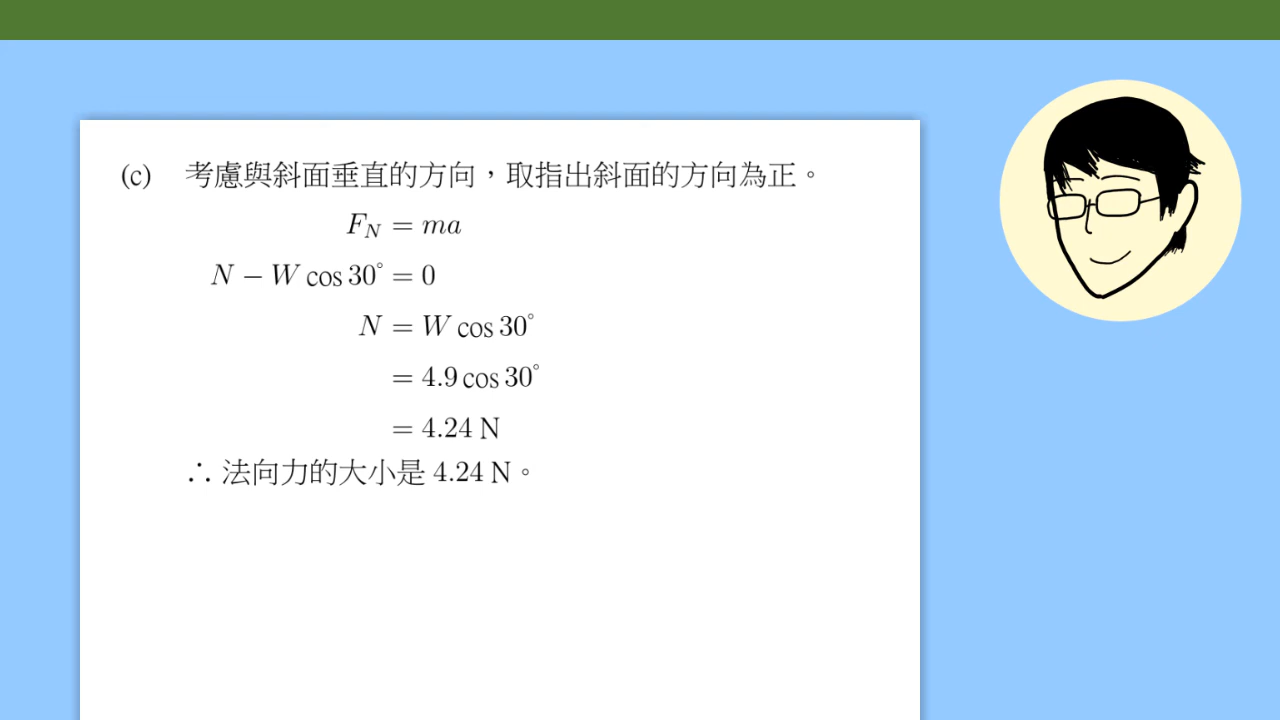 (c) 考慮與斜面垂直的方向，取指出斜面的方向為正。
F_N = ma
N − W cos 30° = 0
N = W cos 30°
= 4.9 cos 30°
= 4.24 N
∴ 法向力的大小是 4.24 N。